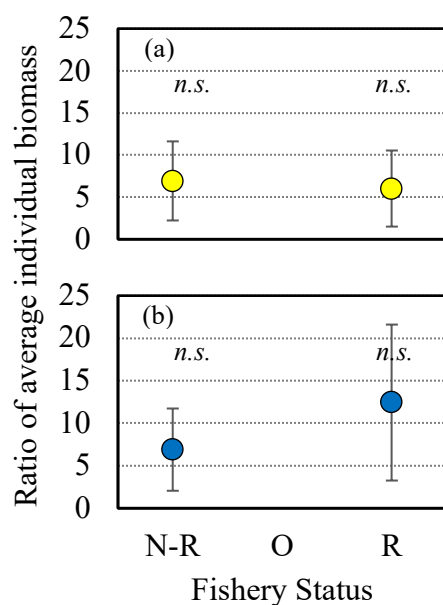 Ratio of average individual biomass
25
(a)
20
n.s. n.s.
15
10
5
0
25
(b)
20
n.s. n.s.
15
10
5
0
N-R O R
Fishery Status